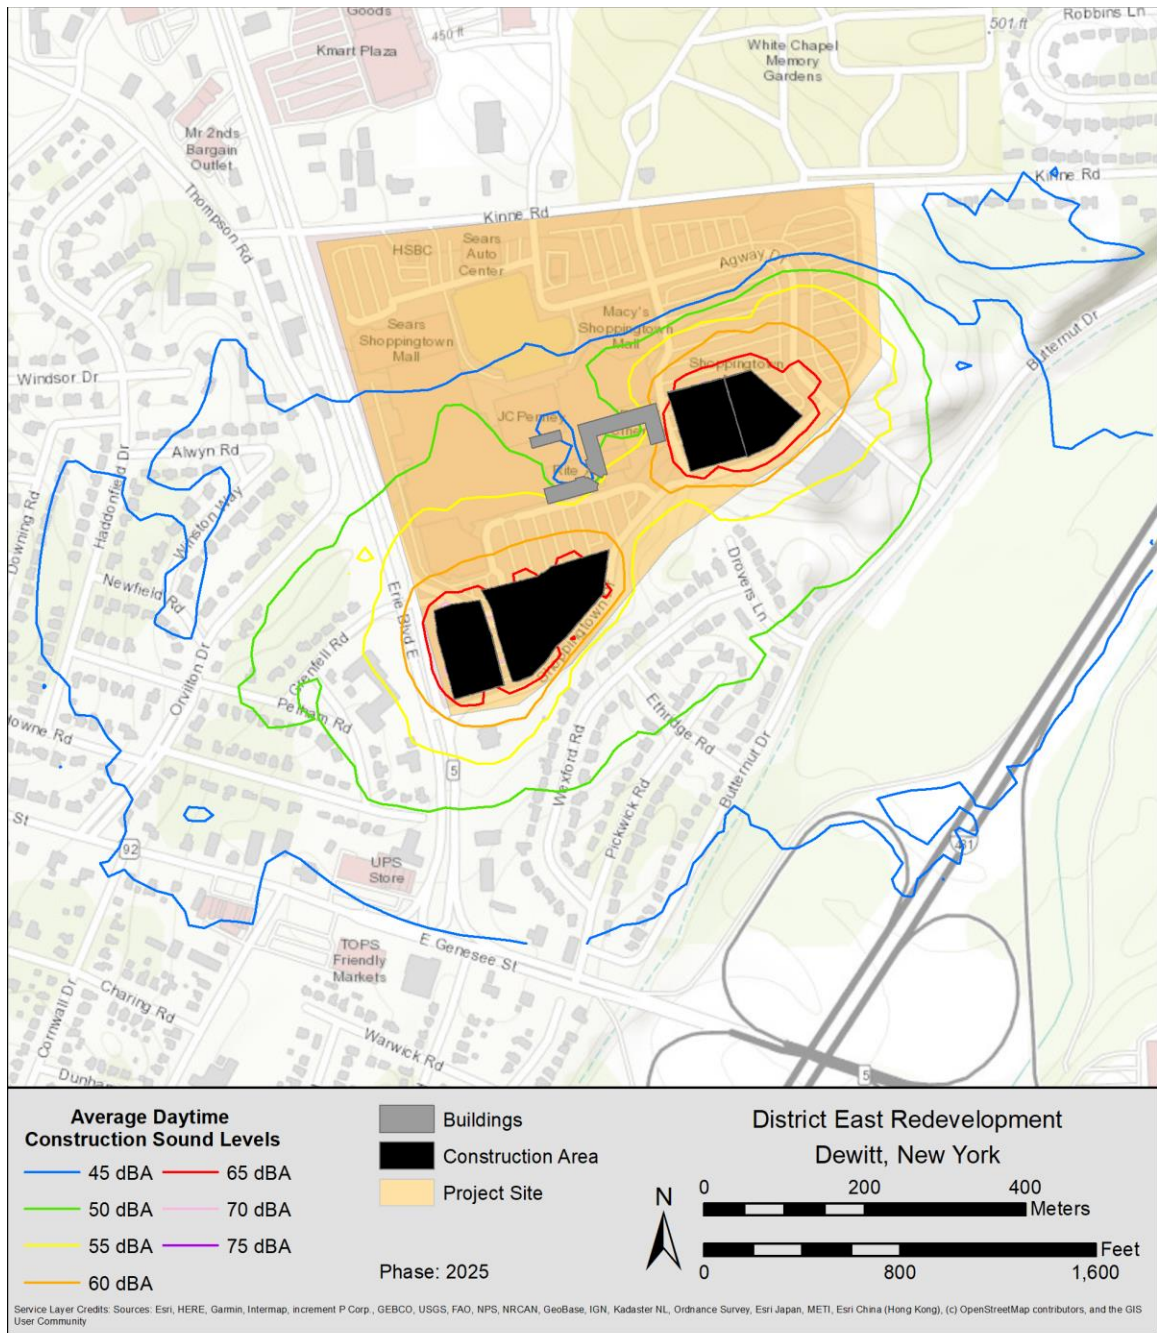 Goods
450 ft
Kmart Plaza
Robbins Ln
501 ft
White Chapel
Memory
Gardens
Mr 2nds
Bargain
Outlet
Thompson Rd
Kinne Rd
Kinne Rd
HSBC
Sears
Auto
Center
Agway Dr
Macy's
Shoppingtown
Mall
Sears
Shoppingtown
Mall
Shoppingtown
Butternut Dr
Windsor Dr
JC Penney
Rite
Alwyn Rd
Haddonfield Dr
Downing Rd
Winston Way
Newfield Rd
Orvilton Dr
Erie Blvd E
Grenfell Rd
Pelham Rd
Drovers Ln
Shoppingtown
Ethridge Rd
Wexford Rd
Pickwick Rd
Butternut Dr
5
St
92
481
UPS
Store
TOPS
Friendly
Markets
E Genesee St
Charing Rd
Cornwall Dr
Warwick Rd
5
Average Daytime
Construction Sound Levels
45 dBA
65 dBA
50 dBA
70 dBA
55 dBA
75 dBA
60 dBA
Buildings
Construction Area
Project Site
Phase: 2025
District East Redevelopment
Dewitt, New York
N
0 200 400
Meters
Feet
0 800 1,600
Service Layer Credits: Sources: Esri, HERE, Garmin, Intermap, increment P Corp., GEBCO, USGS, FAO, NPS, NRCAN, GeoBase, IGN, Kadaster NL, Ordnance Survey, Esri Japan, METI, Esri China (Hong Kong), (c) OpenStreetMap contributors, and the GIS
User Community